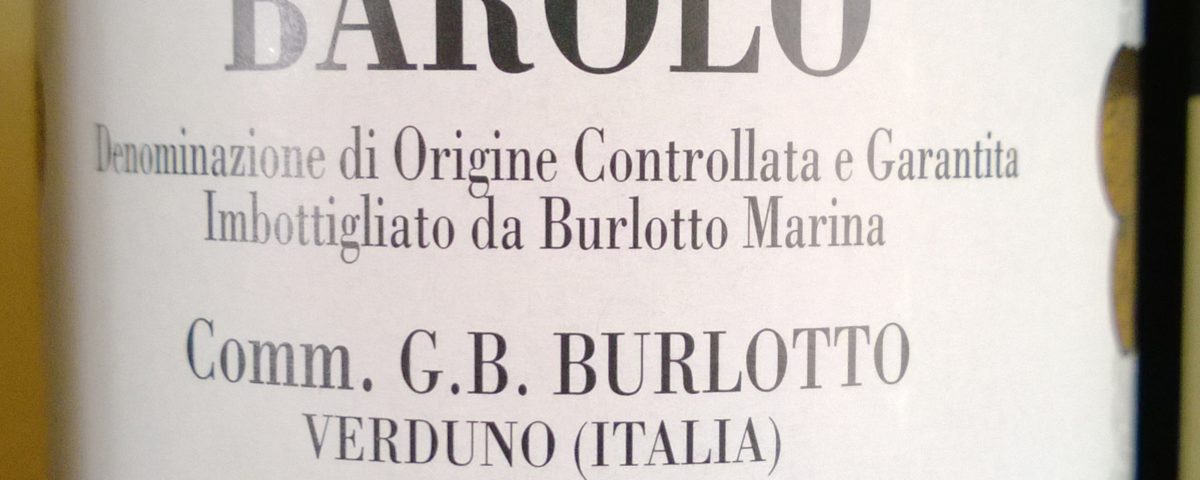 BAROLO
Denominazione di Origine Controllata e Garantita
Imbottigliato da Burlotto Marina
Comm. G.B. BURLOTTO
VERDUNO (ITALIA)